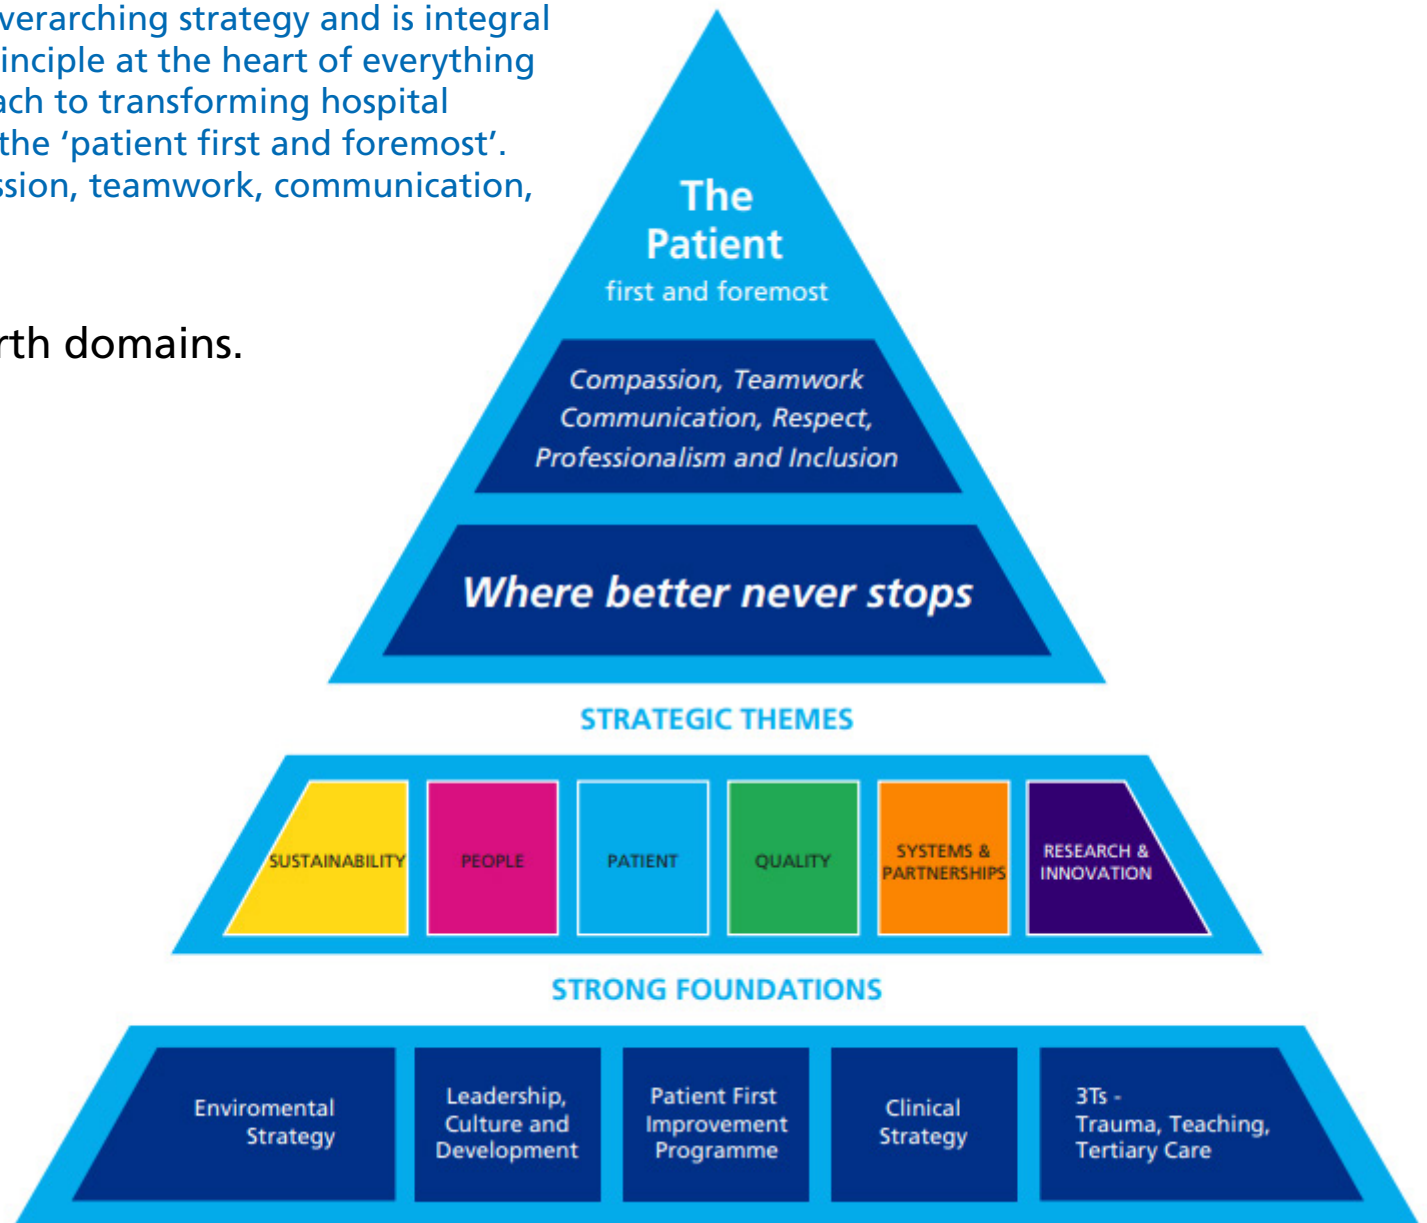 verarching strategy and is integral
inciple at the heart of everything
ach to transforming hospital
the ‘patient first and foremost’.
ssion, teamwork, communication,
rth domains.
The
Patient
first and foremost
Compassion, Teamwork
Communication, Respect,
Professionalism and Inclusion
Where better never stops
STRATEGIC THEMES
SUSTAINABILITY
PEOPLE
PATIENT
QUALITY
SYSTEMS &
PARTNERSHIPS
RESEARCH &
INNOVATION
STRONG FOUNDATIONS
Enviromental
Strategy
Leadership,
Culture and
Development
Patient First
Improvement
Programme
Clinical
Strategy
3Ts -
Trauma, Teaching,
Tertiary Care